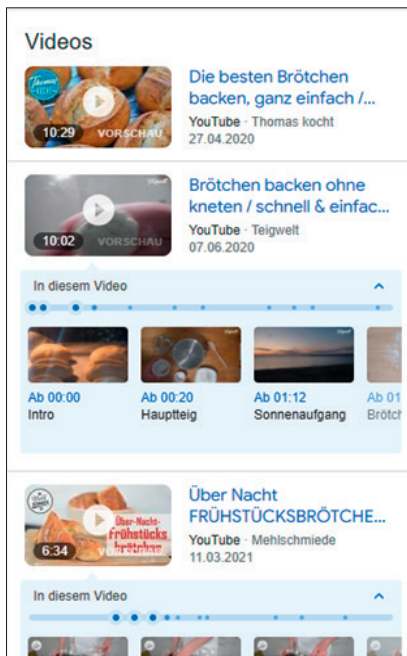 Videos
Thomas
10:29
VORSCHAU
Die besten Brötchen
backen, ganz einfach /...
YouTube · Thomas kocht
27.04.2020
10:02
VORSCHAU
Brötchen backen ohne
kneten / schnell & einfac...
YouTube · Teigwelt
07.06.2020
In diesem Video
Ab 00:00
Intro
Ab 00:20
Hauptteig
Ab 01:12
Sonnenaufgang
Ab 01
Brötch
Über-Nacht-
Frühstücks
brötchen
6:34
VORSCHAU
Über Nacht
FRÜHSTÜCKSBRÖTCHE...
YouTube · Mehlschmiede
11.03.2021
In diesem Video